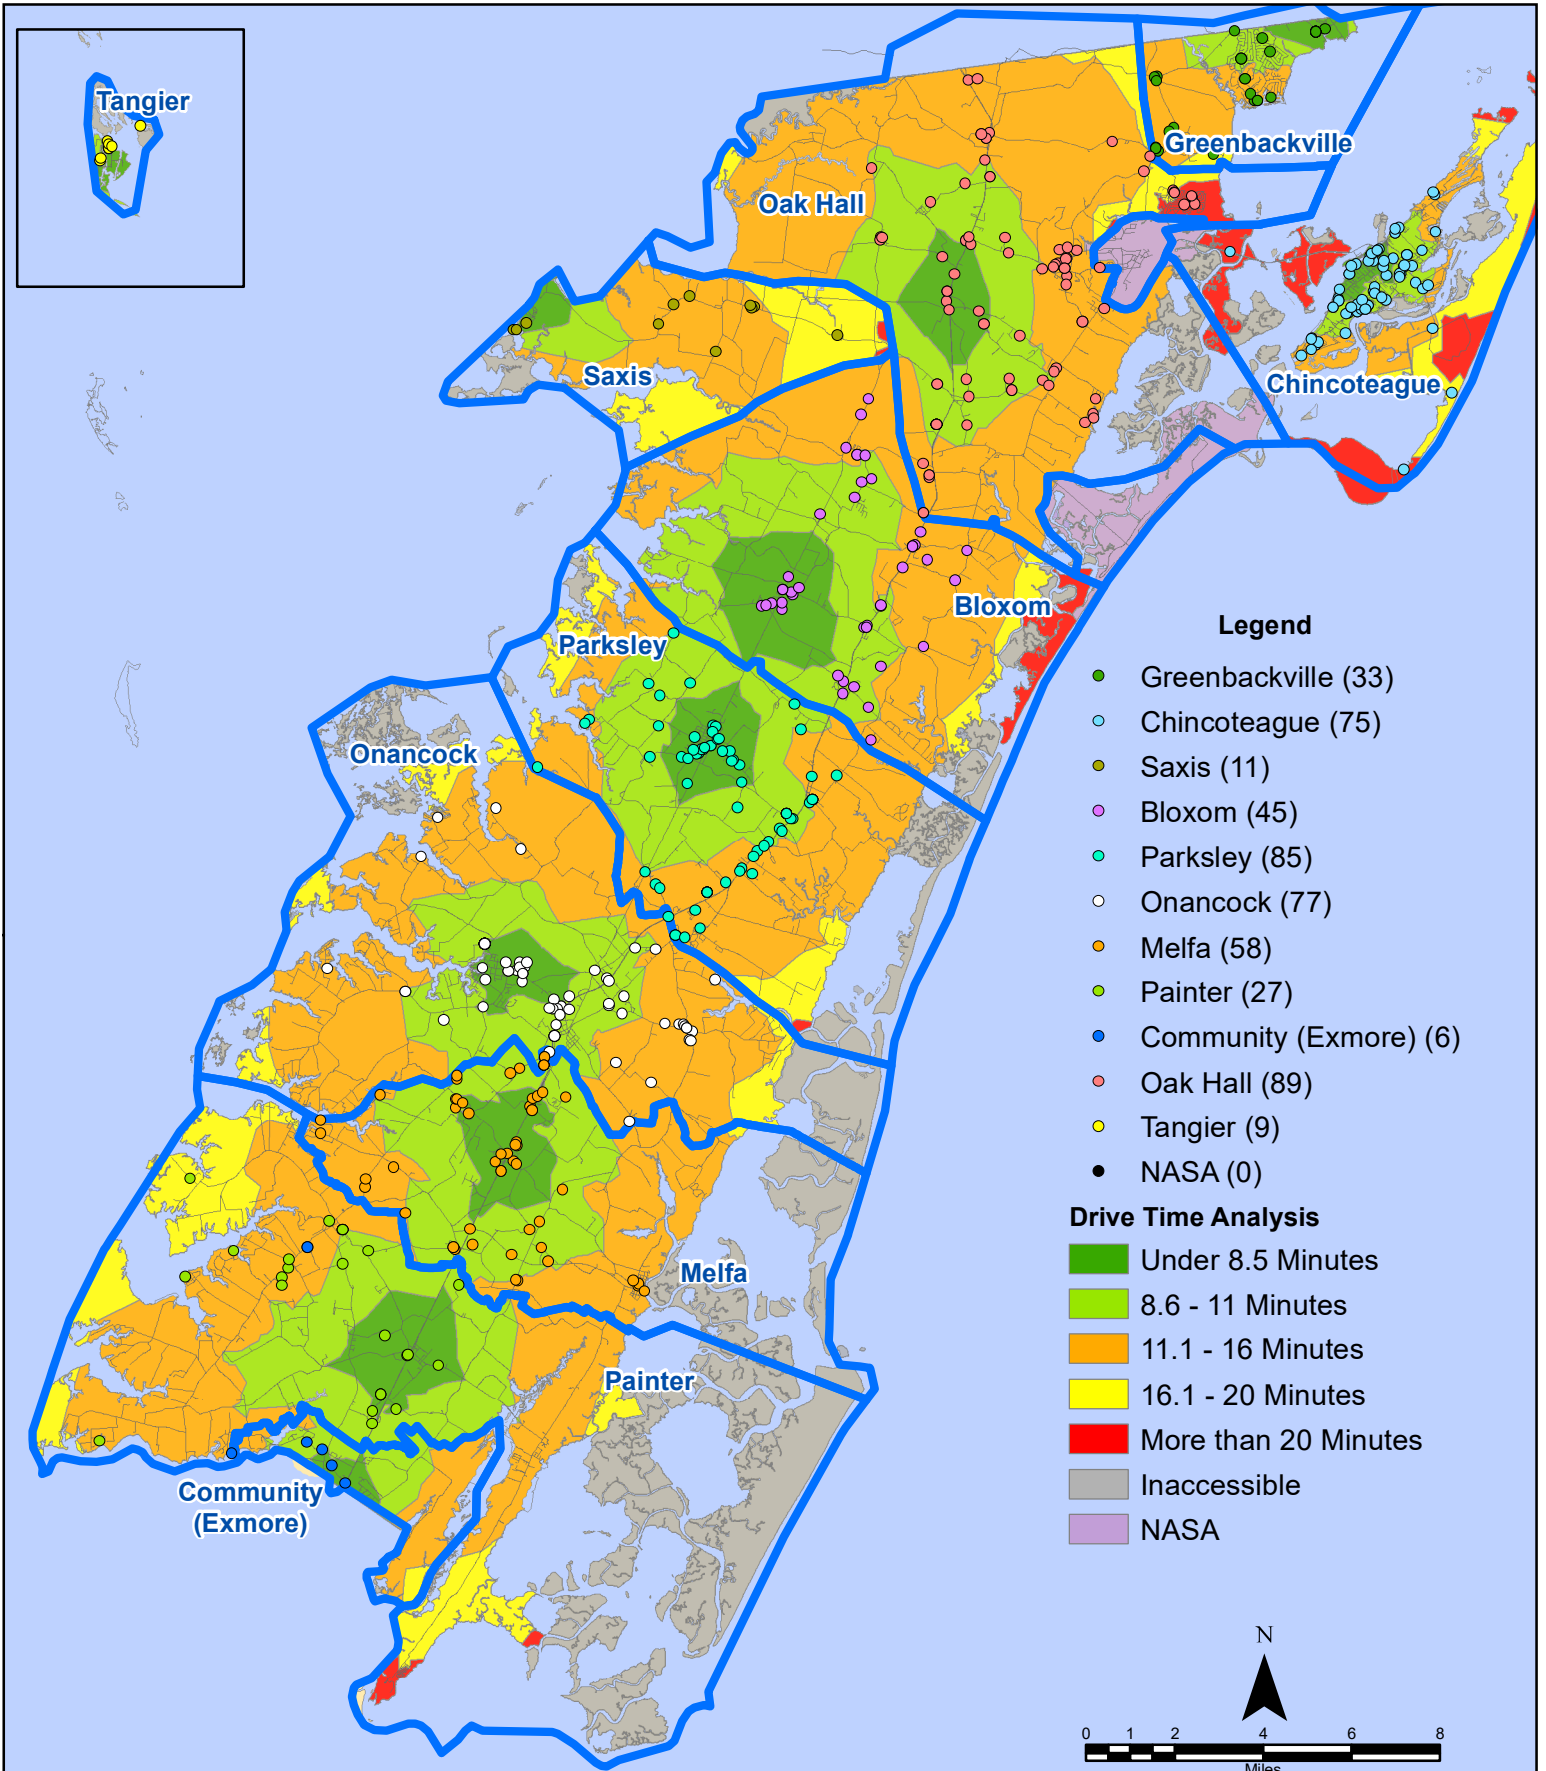 Tangier
Greenbackville
Oak Hall
Saxis
Chincoteague
Bloxom
Parksley
Onancock
Melfa
Painter
Community
(Exmore)
Legend
Greenbackville (33)
Chincoteague (75)
Saxis (11)
Bloxom (45)
Parksley (85)
Onancock (77)
Melfa (58)
Painter (27)
Community (Exmore) (6)
Oak Hall (89)
Tangier (9)
NASA (0)
Drive Time Analysis
Under 8.5 Minutes
8.6 - 11 Minutes
11.1 - 16 Minutes
16.1 - 20 Minutes
More than 20 Minutes
Inaccessible
NASA
N
0 1 2 4 6 8
Miles